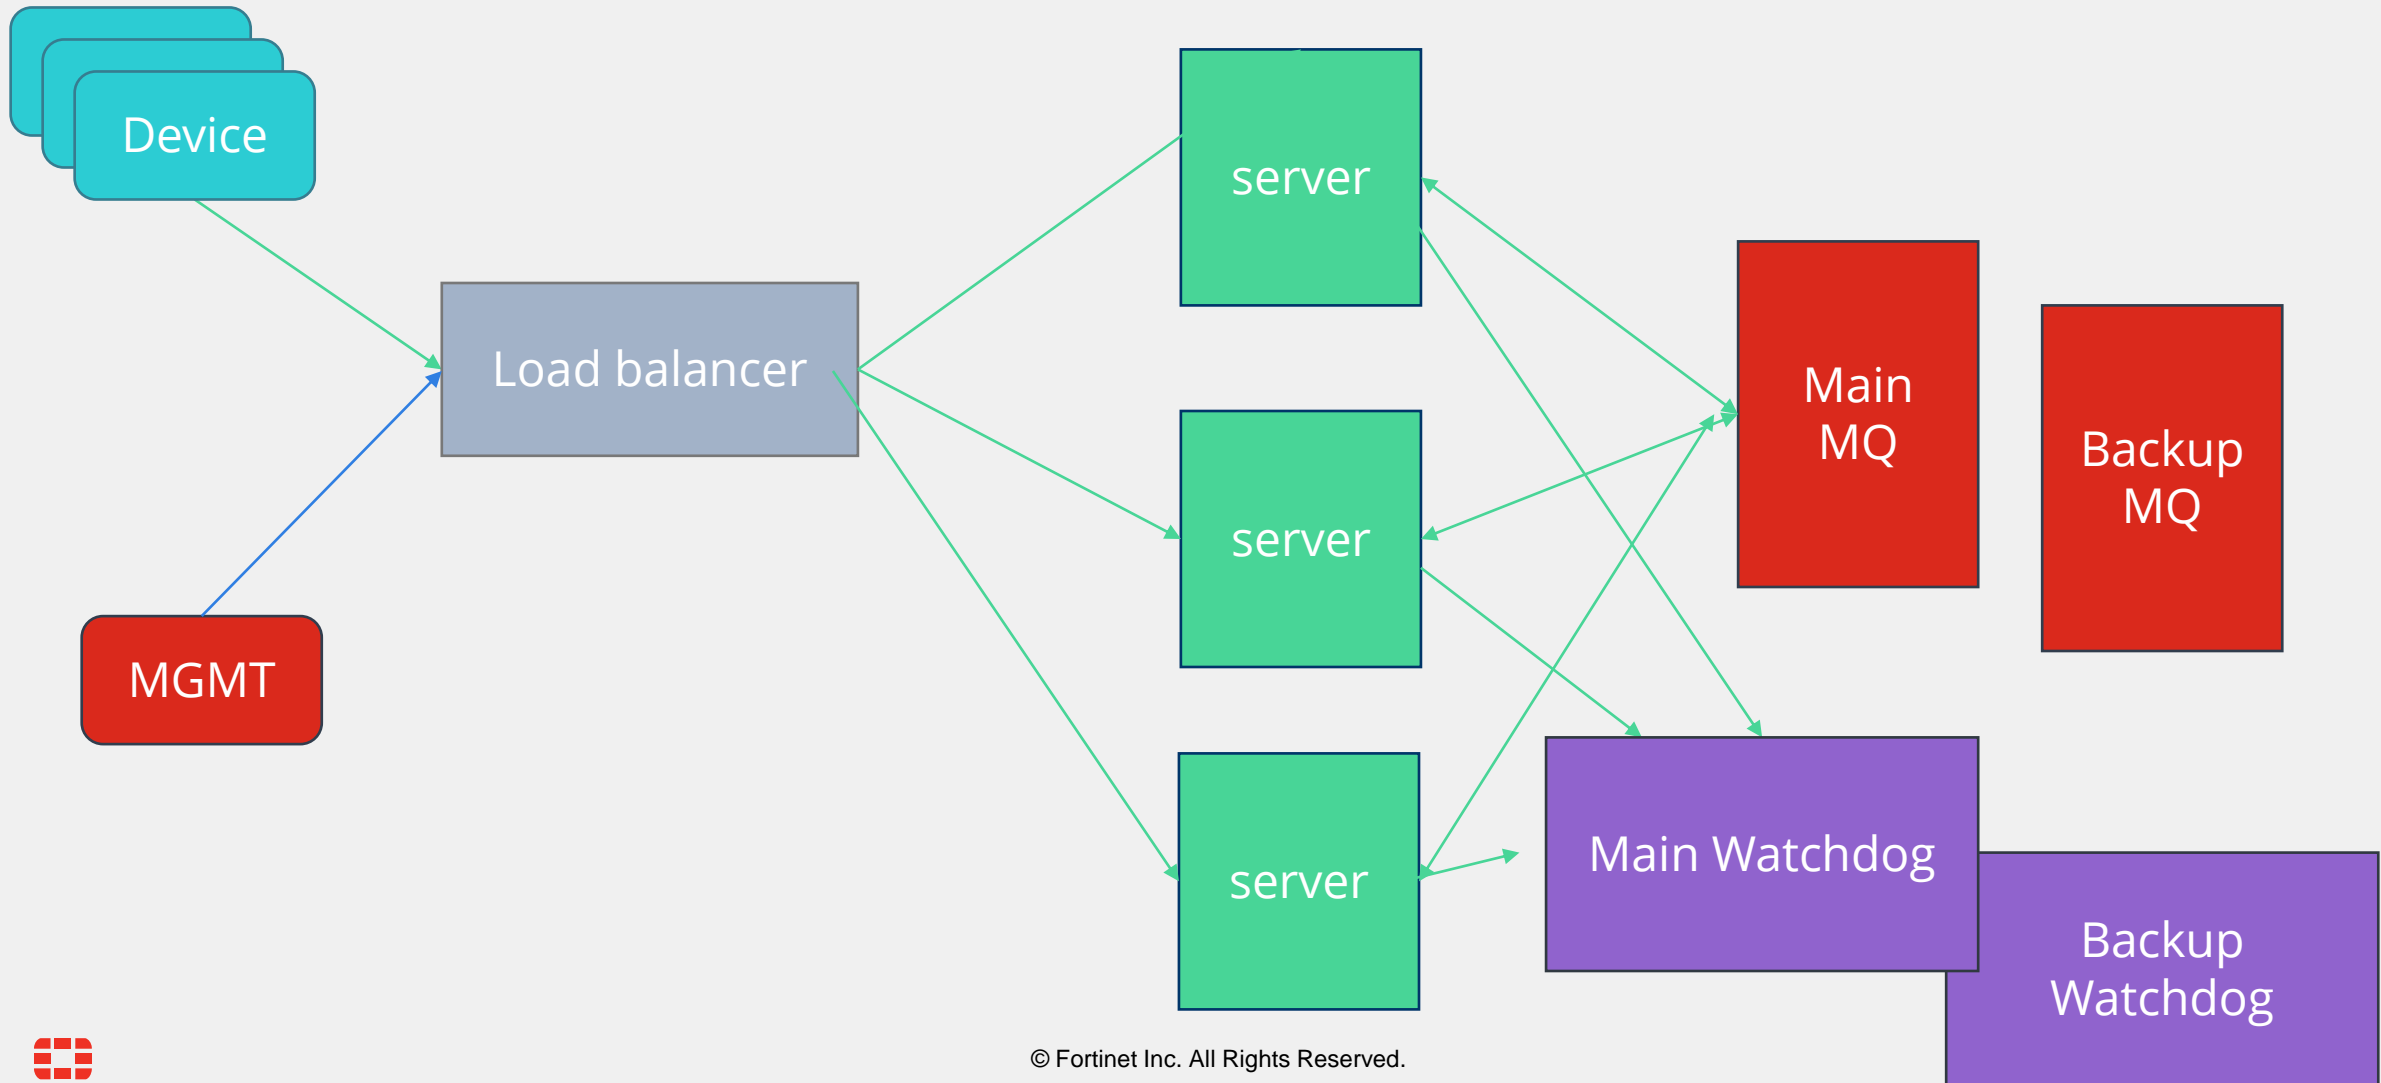 Device
server
Load balancer
Main
MQ
Backup
MQ
server
MGMT
Main Watchdog
server
Backup
Watchdog
© Fortinet Inc. All Rights Reserved.